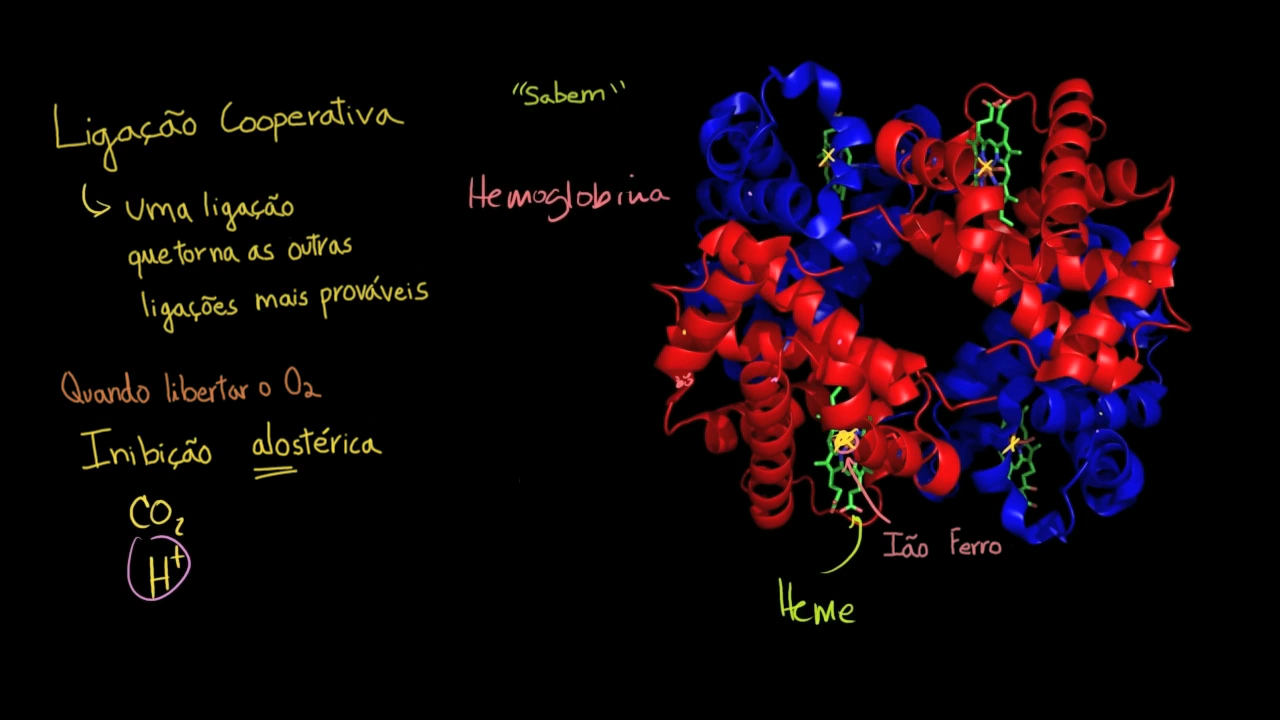 Ligação Cooperativa
uma ligação
que torna as outras
ligações mais prováveis
Quando libertar o O₂
Inibição alostérica
CO₂
H⁺
"Sabem"
Hemoglobina
Ião Ferro
Heme